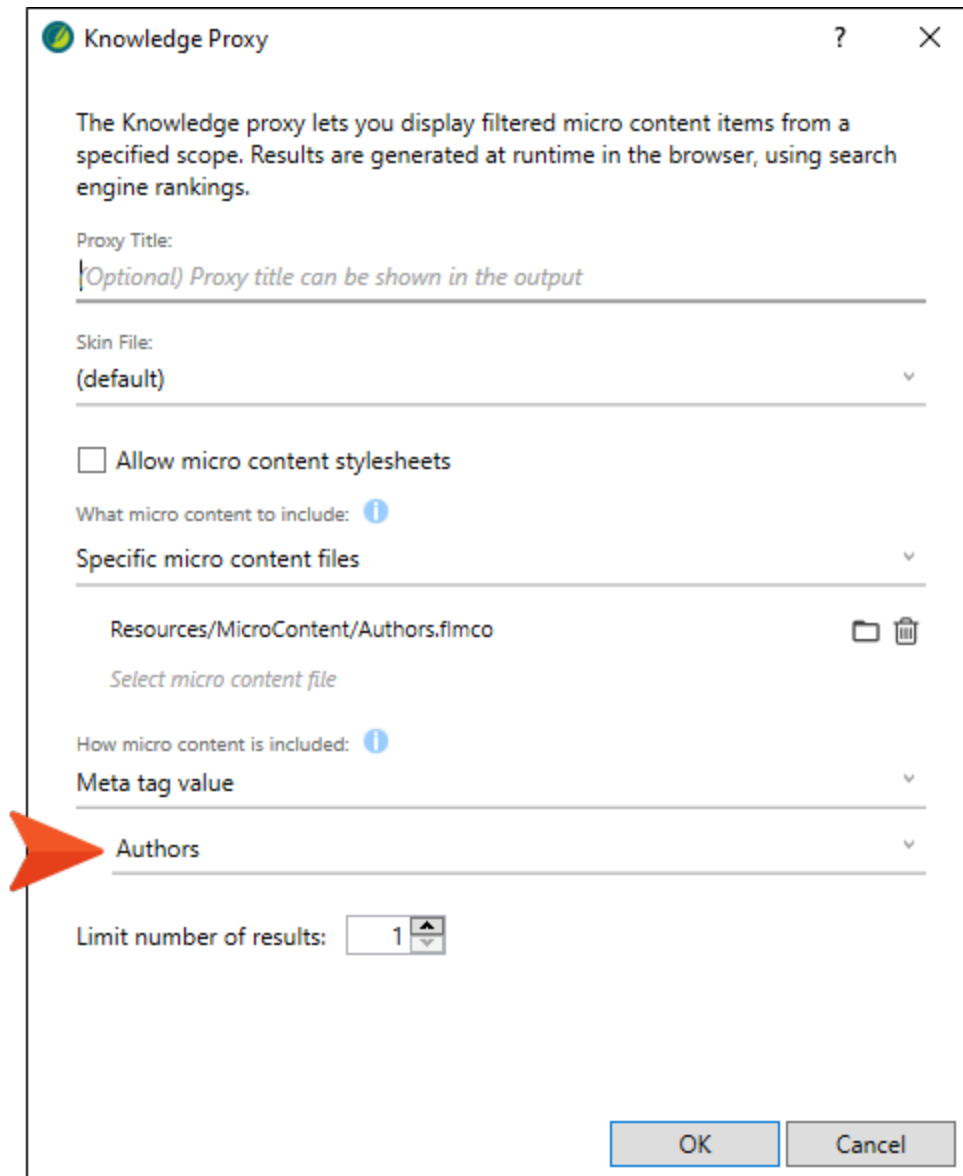 Knowledge Proxy ?
The Knowledge proxy lets you display filtered micro content items from a
specified scope. Results are generated at runtime in the browser, using search
engine rankings.
Proxy Title:
(Optional) Proxy title can be shown in the output
Skin File:
(default)
Allow micro content stylesheets
What micro content to include: i
Specific micro content files
Resources/MicroContent/Authors.flmco
Select micro content file
How micro content is included: i
Meta tag value
Authors
Limit number of results: 1
OK Cancel